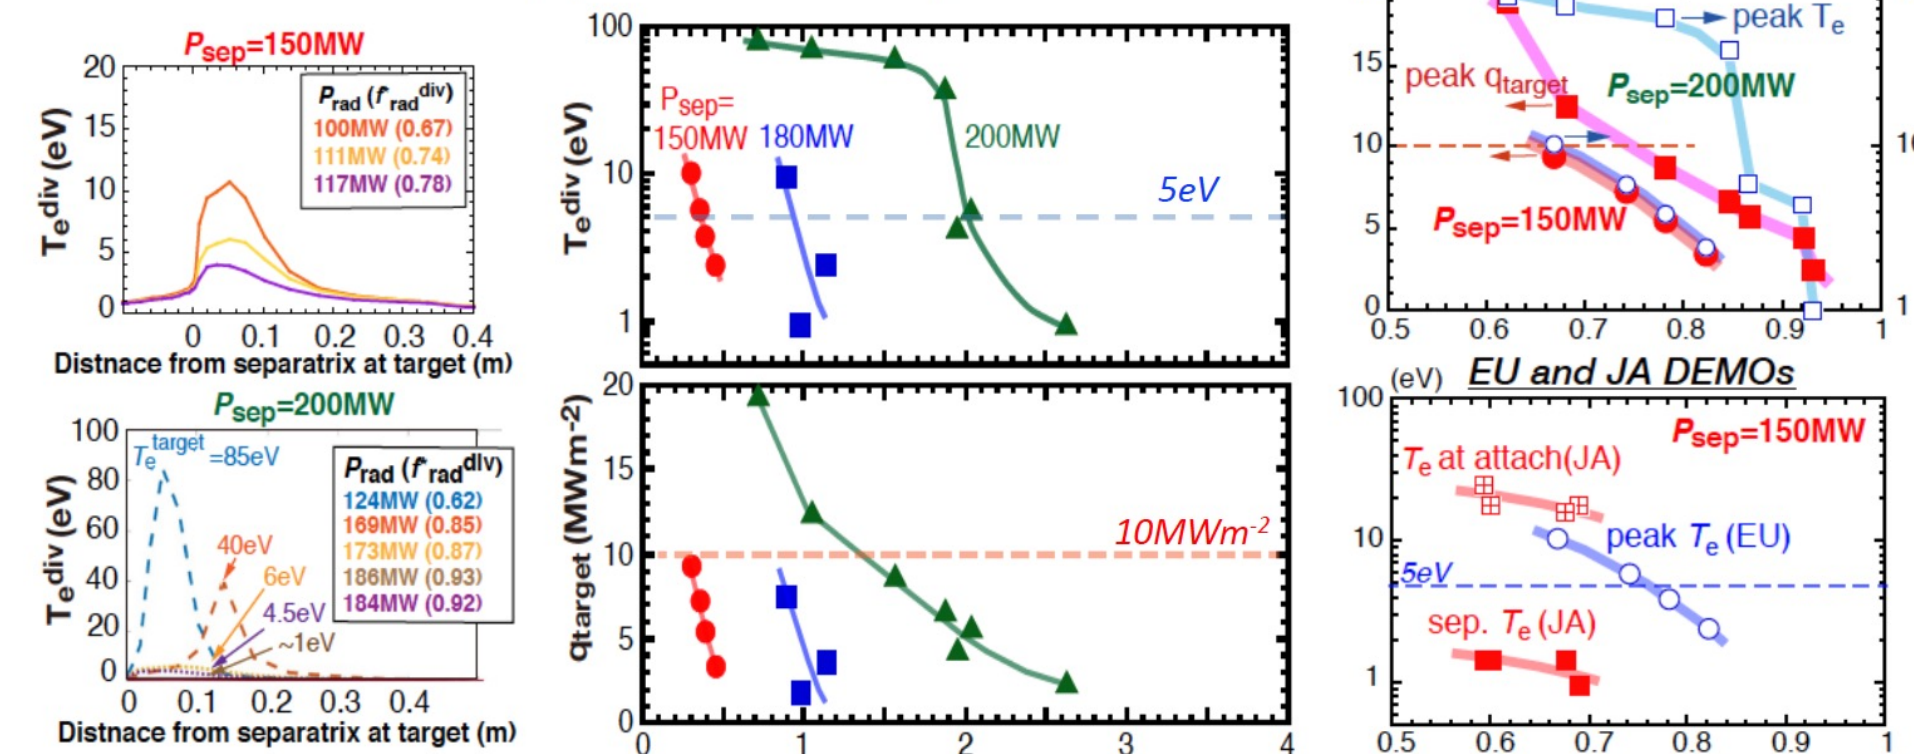 Psep=150MW
20
15
10
5
0
Te div (eV)
Prad (f*rad div)
100MW (0.67)
111MW (0.74)
117MW (0.78)
0 0.1 0.2 0.3 0.4
Distnace from separatrix at target (m)
Psep=200MW
100
80
60
40
20
0
Te div (eV)
Te target =85eV
40eV
6eV
4.5eV
~1eV
Prad (f*rad div)
124MW (0.62)
169MW (0.85)
173MW (0.87)
186MW (0.93)
184MW (0.92)
0 0.1 0.2 0.3 0.4
Distnace from separatrix at target (m)
100
10
1
Te div (eV)
Psep=
150MW 180MW 200MW
5eV
20
15
10
5
0
qtarget (MWm-2)
10MWm-2
0 1 2 3 4
peak Te
15
10
5
0
peak qtarget
Psep=200MW
Psep=150MW
1
0.5 0.6 0.7 0.8 0.9 1
EU and JA DEMOs
(eV)
100
10
1
Psep=150MW
Te at attach(JA)
peak Te (EU)
5eV
sep. Te (JA)
0.5 0.6 0.7 0.8 0.9 1